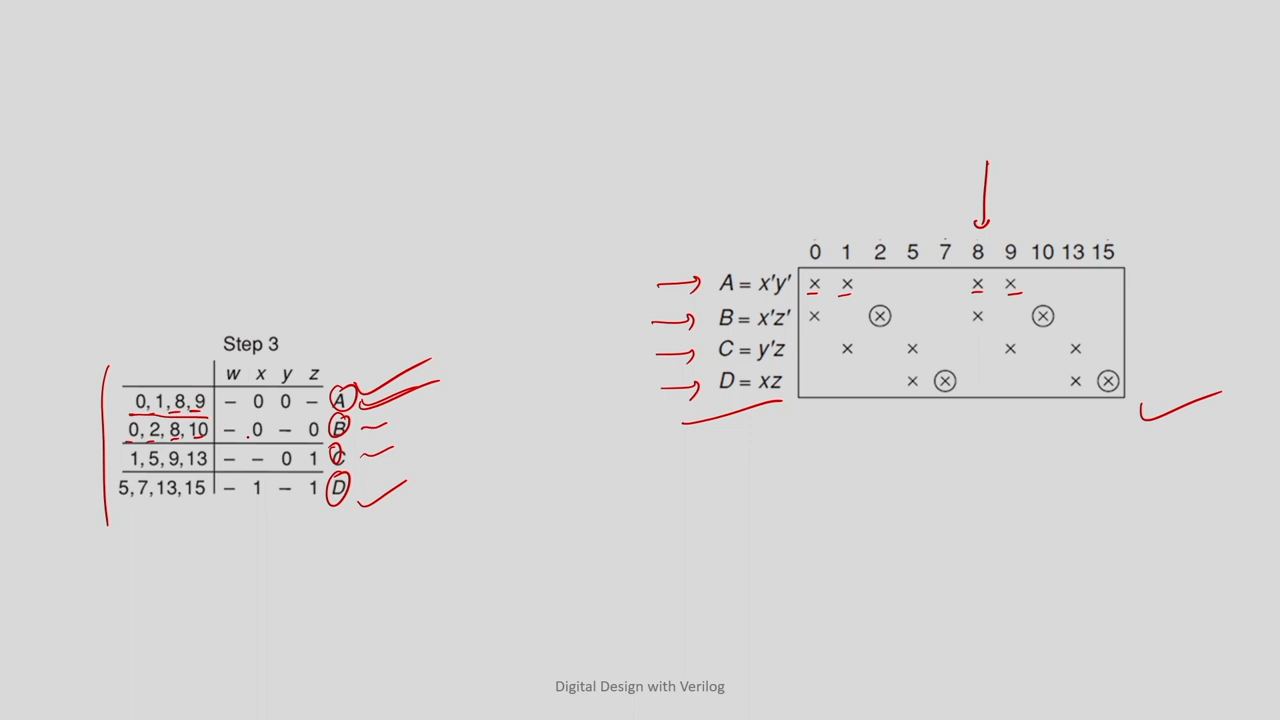 Step 3
w x y z
0, 1, 8, 9 – 0 0 – A
0, 2, 8, 10 – 0 – 0 B
1, 5, 9, 13 – – 0 1 C
5, 7, 13, 15 – 1 – 1 D
0 1 2 5 7 8 9 10 13 15
A = x′y′ × × × ×
B = x′z′ × × × ×
C = y′z × × × ×
D = xz × × × ×
Digital Design with Verilog